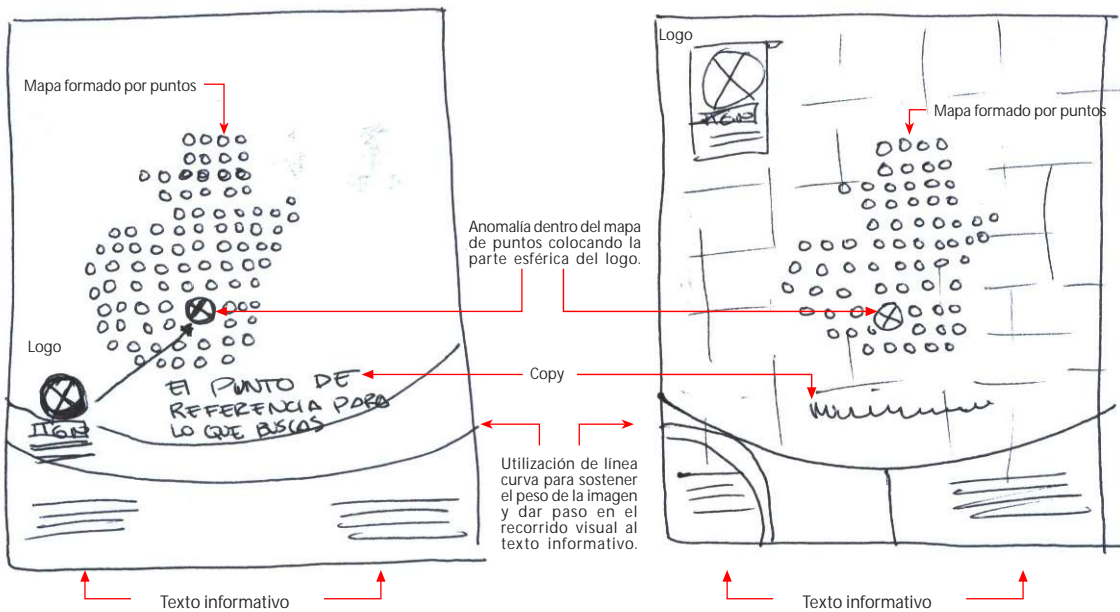 Logo
Mapa formado por puntos
Mapa formado por puntos
Anomalía dentro del mapa
de puntos colocando la
parte esférica del logo.
Logo
Copy
El PUNTO DE
REFERENCIA PARA
LO QUE BUSCAS
Utilización de línea
curva para sostener
el peso de la imagen
y dar paso en el
recorrido visual al
texto informativo.
Texto informativo
Texto informativo